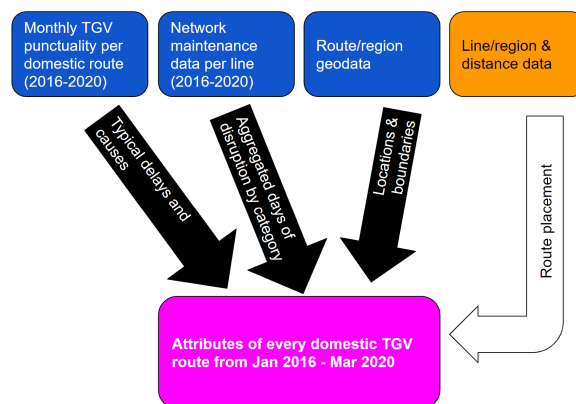 Monthly TGV
punctuality per
domestic route
(2016-2020)
Network
maintenance
data per line
(2016-2020)
Route/region
geodata
Line/region &
distance data
Typical delays and
causes
Aggregated days of
disruption by category
Locations &
boundaries
Route placement
Attributes of every domestic TGV
route from Jan 2016 - Mar 2020